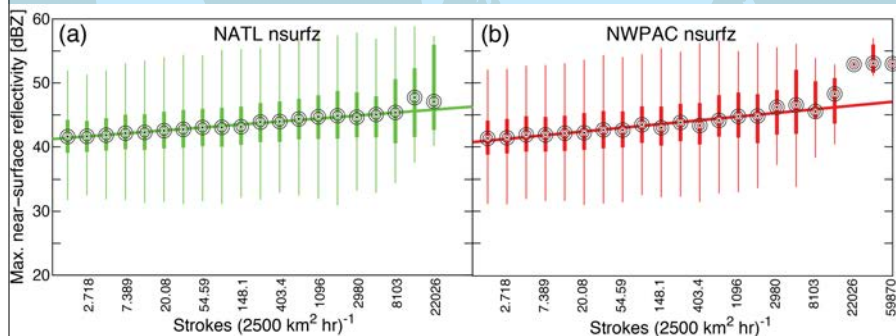 (a) NATL nsurfz
(b) NWPAC nsurfz
Max. near-surface reflectivity [dBZ]
60
50
40
30
20
2.718 7.389 20.08 54.59 148.1 403.4 1096 2980 8103 22026
2.718 7.389 20.08 54.59 148.1 403.4 1096 2980 8103 22026 59870
Strokes (2500 km² hr)⁻¹
Strokes (2500 km² hr)⁻¹